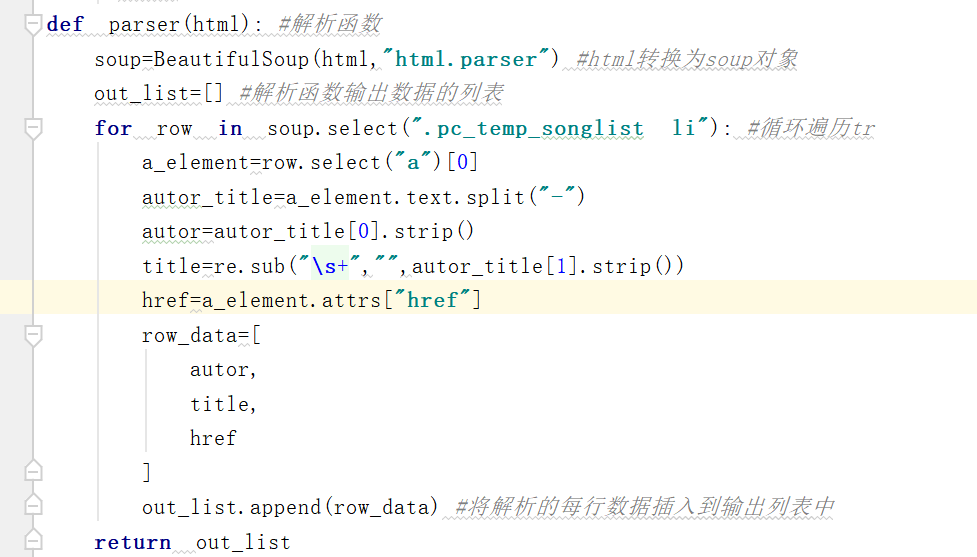 def parser(html): #解析函数
soup=BeautifulSoup(html,"html.parser") #html转换为soup对象
out_list=[] #解析函数输出数据的列表
for row in soup.select(".pc_temp_songlist li"): #循环遍历tr
a_element=row.select("a")[0]
autor_title=a_element.text.split("-")
autor=autor_title[0].strip()
title=re.sub("\s+","",autor_title[1].strip())
href=a_element.attrs["href"]
row_data=[
autor,
title,
href
]
out_list.append(row_data) #将解析的每行数据插入到输出列表中
return out_list